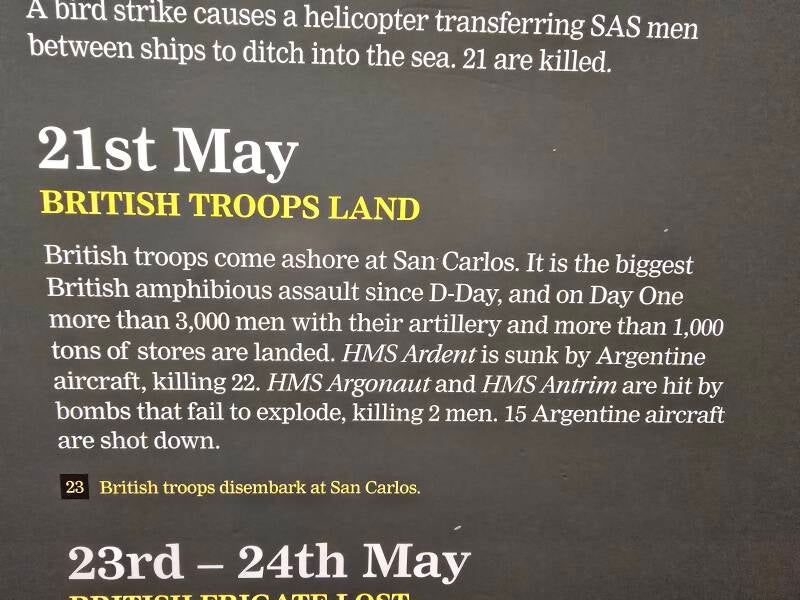 A bird strike causes a helicopter transferring SAS men
between ships to ditch into the sea. 21 are killed.
21st May
BRITISH TROOPS LAND
British troops come ashore at San Carlos. It is the biggest
British amphibious assault since D-Day, and on Day One
more than 3,000 men with their artillery and more than 1,000
tons of stores are landed. HMS Ardent is sunk by Argentine
aircraft, killing 22. HMS Argonaut and HMS Antrim are hit by
bombs that fail to explode, killing 2 men. 15 Argentine aircraft
are shot down.
23 British troops disembark at San Carlos.
23rd – 24th May
BRITISH FRIGATE LOST